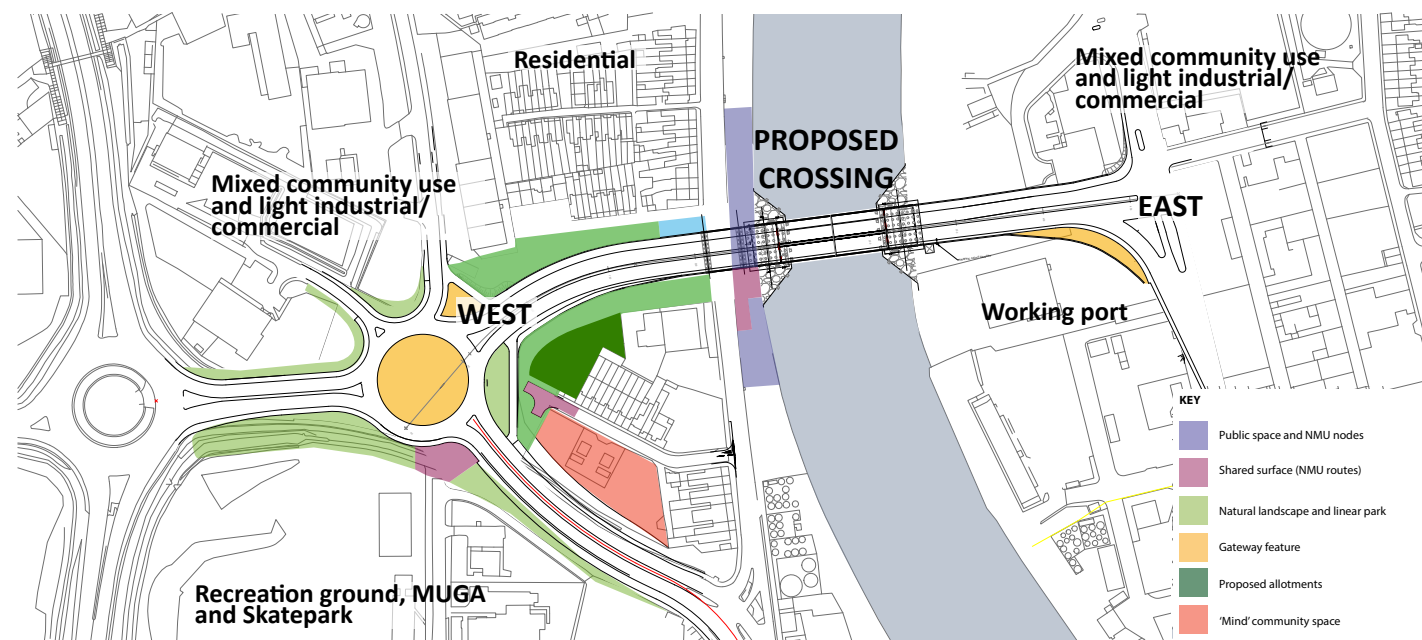 Residential
Mixed community use
and light industrial/
commercial
PROPOSED
CROSSING
Mixed community use
and light industrial/
commercial
EAST
WEST
Working port
Recreation ground, MUGA
and Skatepark
KEY
Public space and NMU nodes
Shared surface (NMU routes)
Natural landscape and linear park
Gateway feature
Proposed allotments
‘Mind’ community space